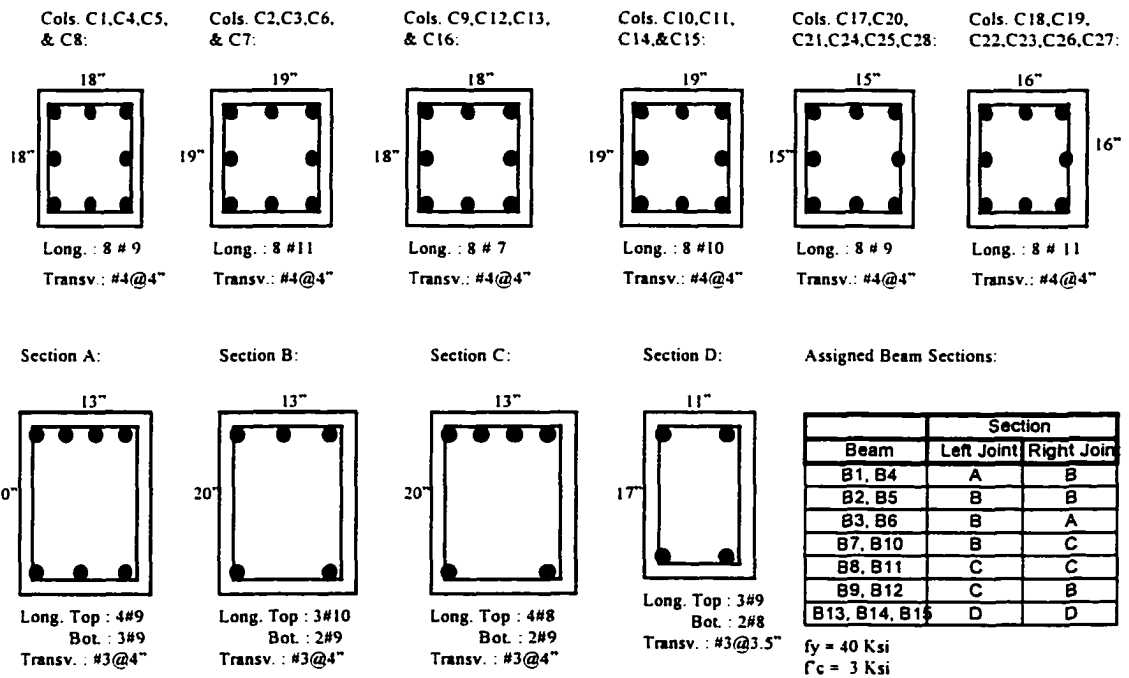 Cols. C1,C4,C5, & C8:
18"
18"
Long. : 8 # 9
Transv.: #4@4"
Cols. C2,C3,C6, & C7:
19"
19"
Long. : 8 #11
Transv.: #4@4"
Cols. C9,C12,C13, & C16:
18"
18"
Long. : 8 # 7
Transv.: #4@4"
Cols. C10,C11, C14,&C15:
19"
19"
Long. : 8 #10
Transv.: #4@4"
Cols. C17,C20, C21,C24,C25,C28:
15"
15"
Long. : 8 # 9
Transv.: #4@4"
Cols. C18,C19, C22,C23,C26,C27:
16"
16"
Long. : 8 # 11
Transv.: #4@4"
Section A:
13"
0"
Long. Top : 4#9
Bot. : 3#9
Transv. : #3@4"
Section B:
13"
20"
Long. Top : 3#10
Bot. : 2#9
Transv. : #3@4"
Section C:
13"
20"
Long. Top : 4#8
Bot. : 2#9
Transv. : #3@4"
Section D:
11"
17"
Long. Top : 3#9
Bot. : 2#8
Transv. : #3@3.5"
Assigned Beam Sections:
Section
Beam Left Joint Right Join
B1, B4 A B
B2, B5 B B
B3, B6 B A
B7, B10 B C
B8, B11 C C
B9, B12 C B
B13, B14, B15 D D
fy = 40 Ksi
f'c = 3 Ksi